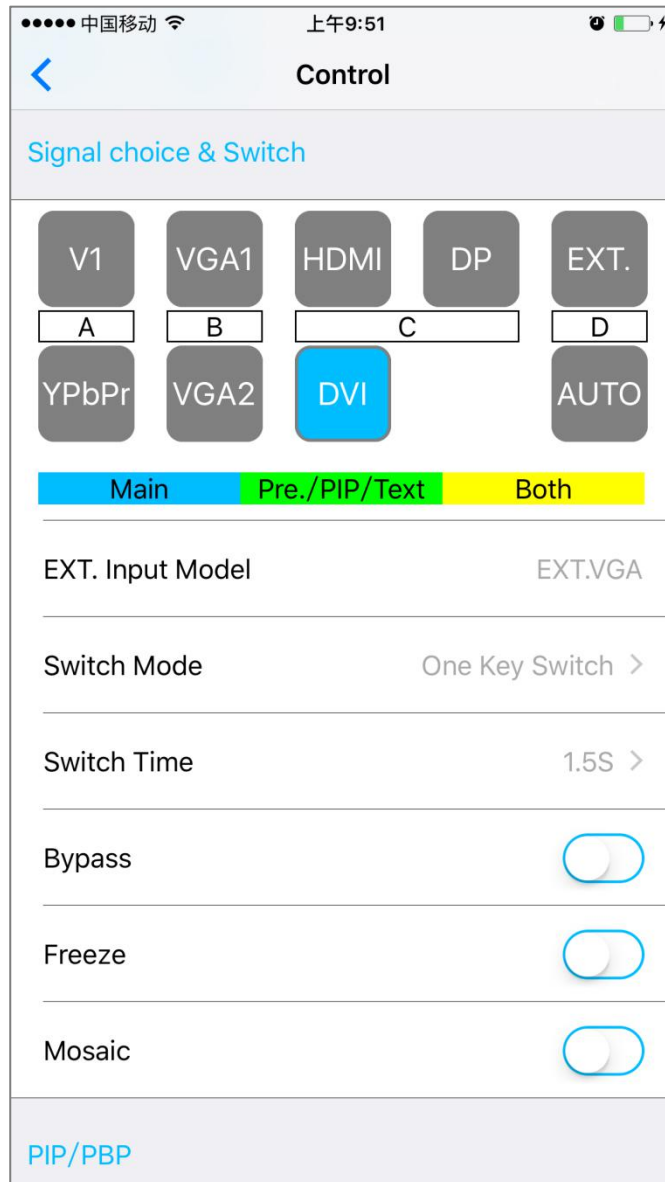 中国移动 上午9:51
Control
Signal choice & Switch
V1 VGA1 HDMI DP EXT.
A B C D
YPbPr VGA2 DVI AUTO
Main Pre./PIP/Text Both
EXT. Input Model EXT.VGA
Switch Mode One Key Switch
Switch Time 1.5S
Bypass
Freeze
Mosaic
PIP/PBP